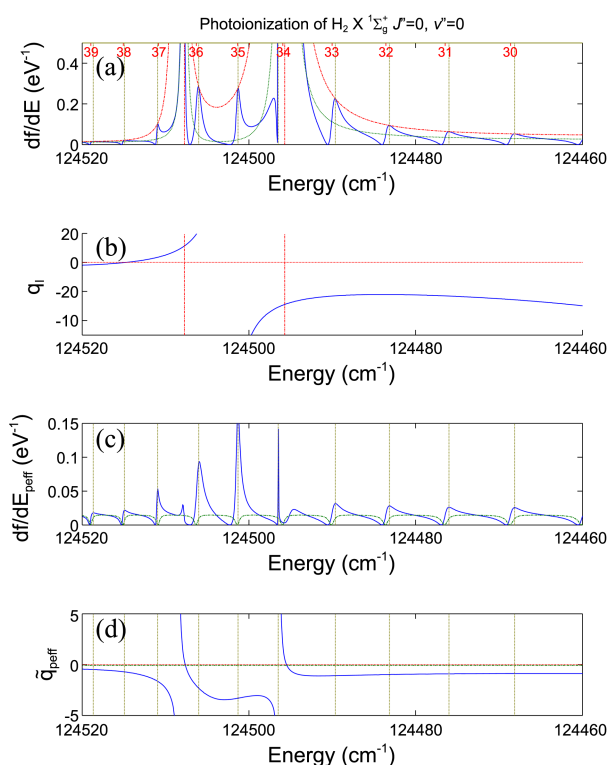 Photoionization of H₂ X ¹Σg⁺ J"=0, v"=0
39 38 37 36 35 34 33 32 31 30
(a)
df/dE (eV⁻¹)
0.4
0.2
0
124520 124500 124480 124460
Energy (cm⁻¹)
(b)
qI
20
0
-20
-10
124520 124500 124480 124460
Energy (cm⁻¹)
(c)
df/dEpeff (eV⁻¹)
0.15
0.1
0.05
0
124520 124500 124480 124460
Energy (cm⁻¹)
(d)
q̃peff
5
0
-5
124520 124500 124480 124460
Energy (cm⁻¹)